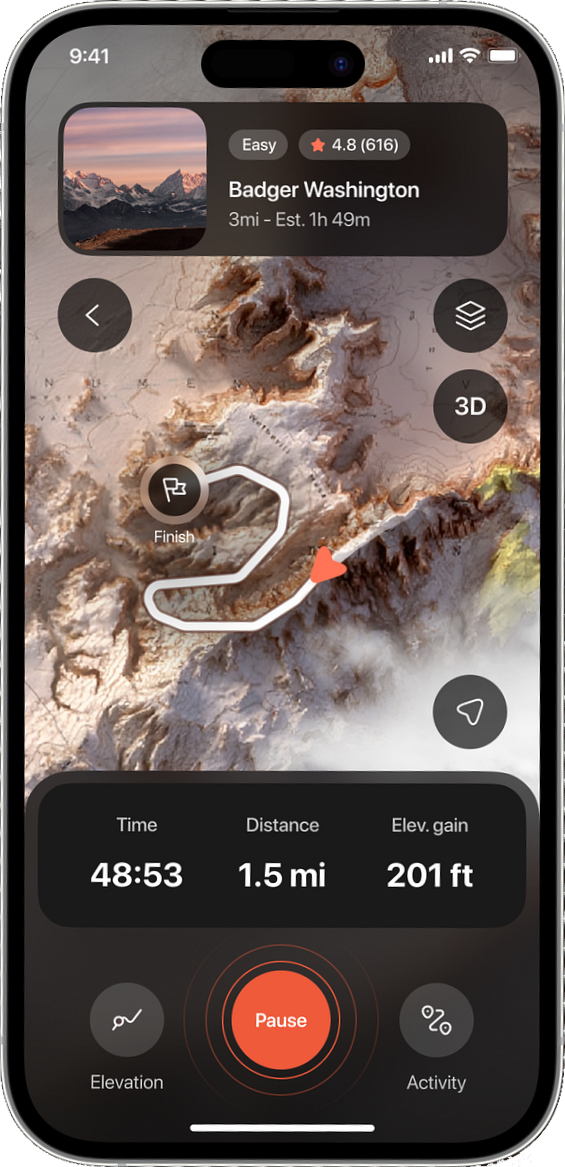 9:41
Easy
4.8 (616)
Badger Washington
3mi - Est. 1h 49m
3D
Finish
Time
Distance
Elev. gain
48:53
1.5 mi
201 ft
Pause
Elevation
Activity